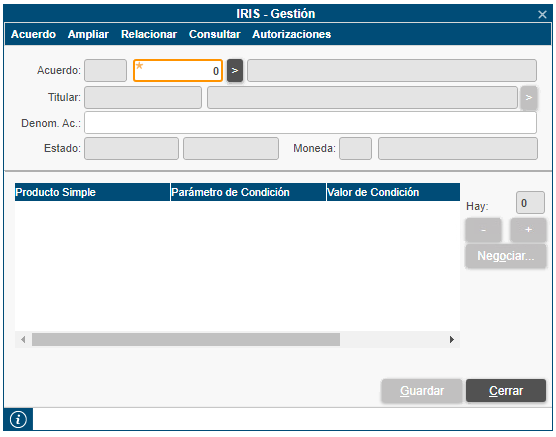 IRIS - Gestión
Acuerdo Ampliar Relacionar Consultar Autorizaciones
Acuerdo: * 0 >
Titular: >
Denom. Ac.:
Estado: Moneda:
Producto Simple Parámetro de Condición Valor de Condición
Hay: 0
- +
Negociar...
Guardar Cerrar